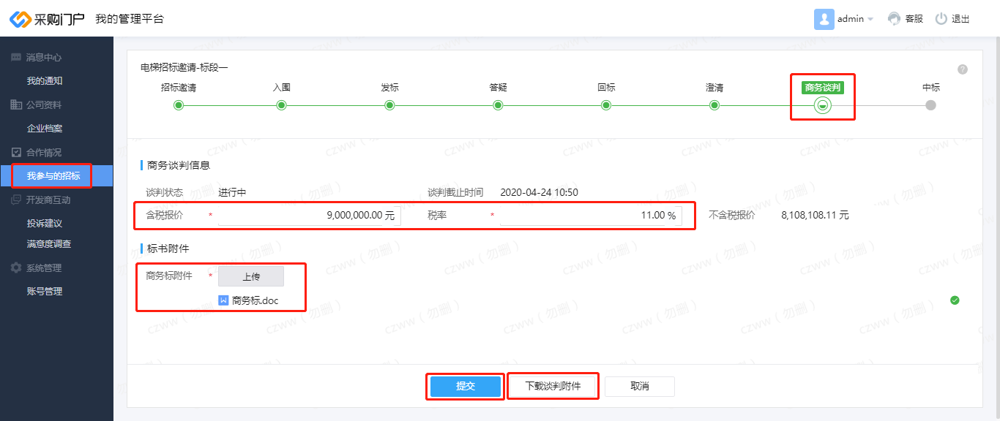 采购门户 我的管理平台 admin 客服 退出
消息中心
我的通知
公司资料
企业档案
合作情况
我参与的招标
开发商互动
投诉建议
满意度调查
系统管理
账号管理
电梯招标邀请-标段一
?
招标邀请 入围 发标 答疑 回标 澄清 商务谈判 中标
商务谈判信息
谈判状态 进行中 谈判截止时间 2020-04-24 10:50
含税报价 * 9,000,000.00 元 税率 * 11.00 % 不含税报价 8,108,108.11 元
标书附件
商务标附件 * 上传
W 商务标.doc
提交 下载谈判附件 取消
czww（勿删）